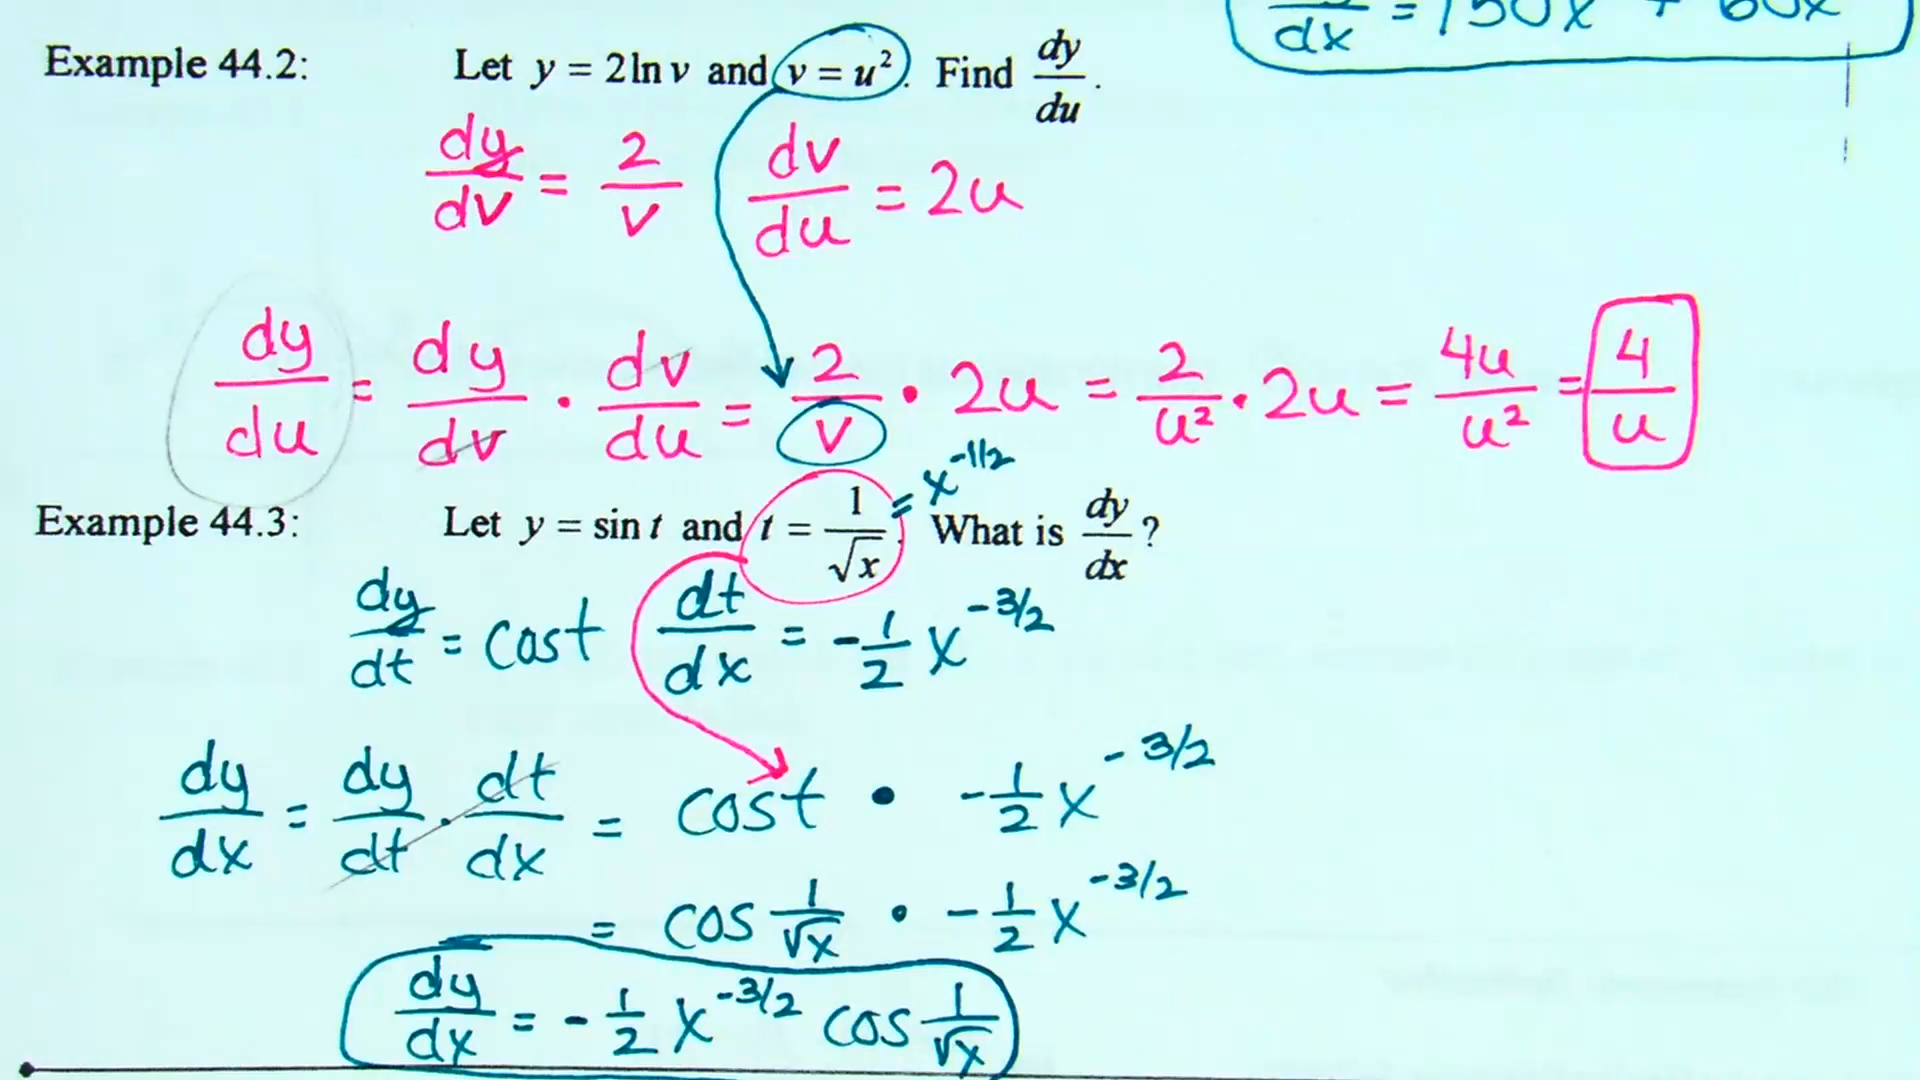 dx = 150x + 60x
Example 44.2: Let y = 2 ln v and v = u². Find dy/du.
dy/dv = 2/v dv/du = 2u
dy/du = dy/dv · dv/du = 2/v · 2u = 2/u² · 2u = 4u/u² = 4/u
Example 44.3: Let y = sin t and t = 1/√x = x^-1/2. What is dy/dx?
dy/dt = cos t dt/dx = -1/2 x^-3/2
dy/dx = dy/dt · dt/dx = cos t · -1/2 x^-3/2
= cos 1/√x · -1/2 x^-3/2
dy/dx = -1/2 x^-3/2 cos 1/√x